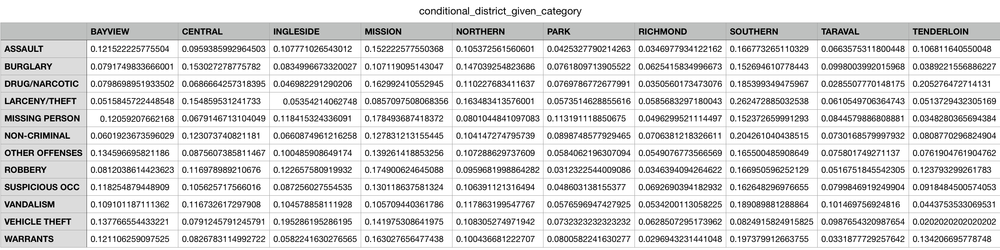 conditional_district_given_category
BAYVIEW CENTRAL INGLESIDE MISSION NORTHERN PARK RICHMOND SOUTHERN TARAVAL TENDERLOIN
ASSAULT 0.121522225775504 0.0959385992964503 0.107771026543012 0.152222577550368 0.105372561560601 0.0425327790214263 0.0346977934122162 0.166773265110329 0.0663575311800448 0.106811640550048
BURGLARY 0.0791749833666001 0.153027278775782 0.0834996673320027 0.107119095143047 0.147039254823686 0.0761809713905522 0.0625415834996673 0.152694610778443 0.0998003992015968 0.0389221556886227
DRUG/NARCOTIC 0.0798698951933502 0.0686664257318395 0.046982291290206 0.162992410552945 0.110227683411637 0.0769786772677991 0.0350560173473076 0.185399349475967 0.0285507770148175 0.205276472714131
LARCENY/THEFT 0.0515845722448548 0.154859531241733 0.05354214062748 0.0857097508068356 0.163483413576001 0.0573514628855616 0.0585683297180043 0.262472885032538 0.0610549706364743 0.0513729432305169
MISSING PERSON 0.12059207662168 0.0679146713104049 0.118415324336091 0.178493687418372 0.0801044841097083 0.113191118850675 0.0496299521114497 0.152372659991293 0.0844579886808881 0.0348280365694384
NON-CRIMINAL 0.0601923673596029 0.123073740821181 0.0660874961216258 0.127831213155445 0.104147274795739 0.0898748577929465 0.0706381218326611 0.204261040438515 0.0730168579997932 0.0808770296824904
OTHER OFFENSES 0.134596695821186 0.0875607385811467 0.100485908649174 0.139261418853256 0.107288629737609 0.0584062196307094 0.0549076773566569 0.165500485908649 0.075801749271137 0.0761904761904762
ROBBERY 0.0812038614423623 0.116978989210676 0.122657580919932 0.174900624645088 0.0959681998864282 0.0312322544009086 0.0346394094264622 0.166950596252129 0.0516751845542305 0.123793299261783
SUSPICIOUS OCC 0.118254879448909 0.105625717566016 0.087256027554535 0.130118637581324 0.106391121316494 0.048603138155377 0.0692690394182932 0.162648296976655 0.0799846919249904 0.0918484500574053
VANDALISM 0.109101187111362 0.116732617297908 0.104578858111928 0.105709440361786 0.117863199547767 0.0576596947427925 0.0534200113058225 0.189089881288864 0.101469756924816 0.0443753533069531
VEHICLE THEFT 0.137766554433221 0.0791245791245791 0.195286195286195 0.141975308641975 0.108305274971942 0.0732323232323232 0.0628507295173962 0.0824915824915825 0.0987654320987654 0.0202020202020202
WARRANTS 0.121106259097525 0.0826783114992722 0.0582241630276565 0.163027656477438 0.100436681222707 0.0800582241630277 0.0296943231441048 0.197379912663755 0.0331877729257642 0.134206695778748